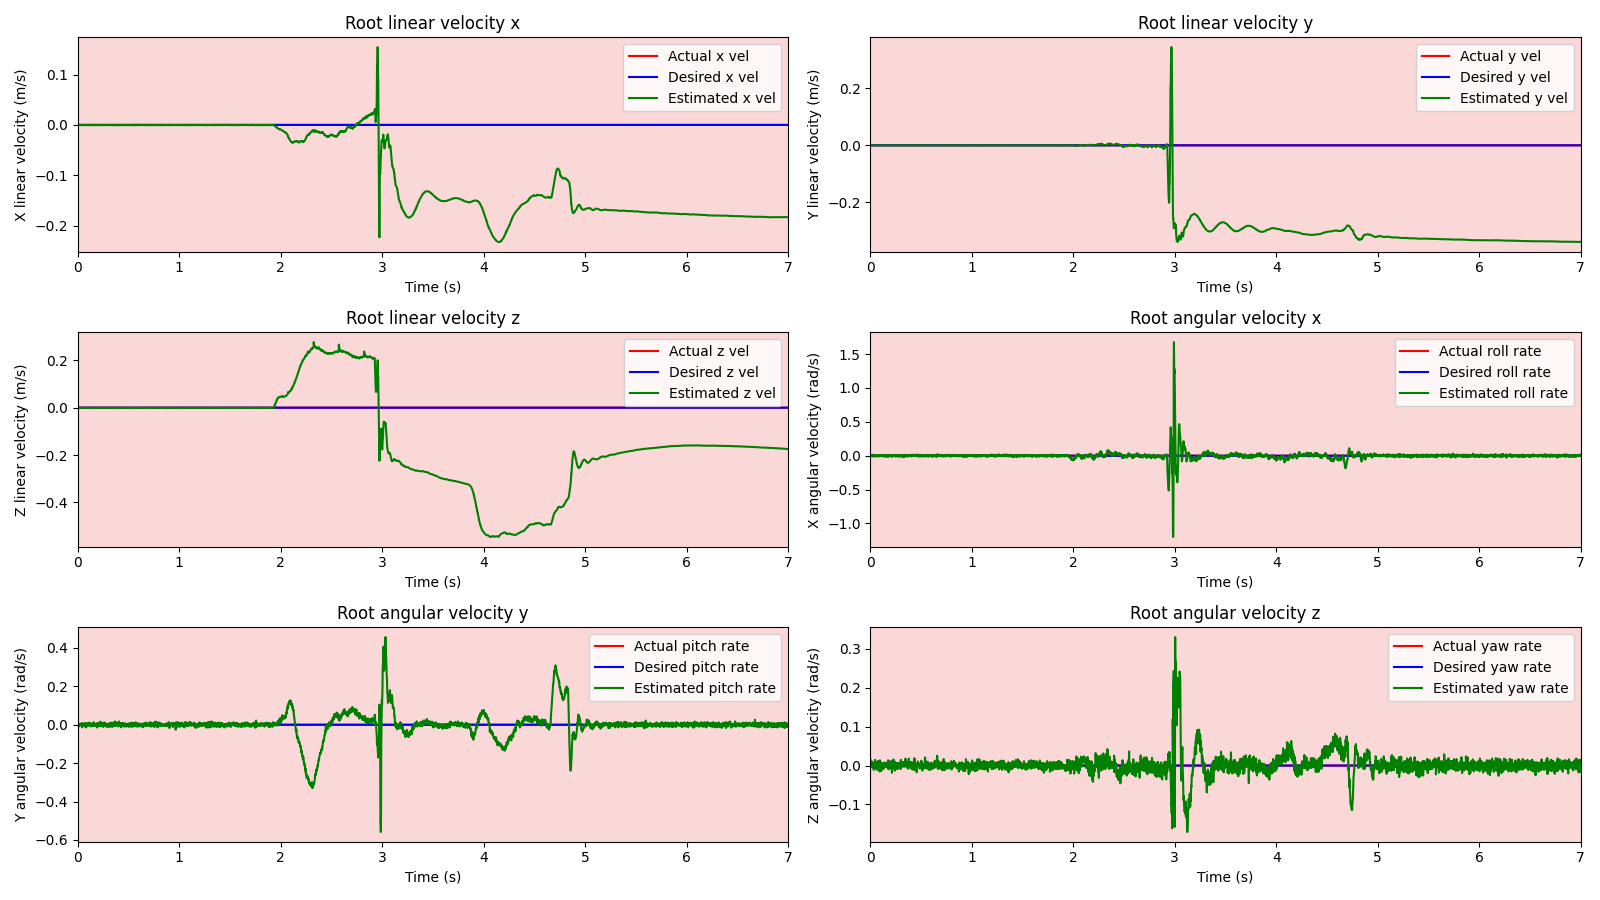 Root linear velocity x
X linear velocity (m/s)
0.1
0.0
−0.1
−0.2
Actual x vel
Desired x vel
Estimated x vel
0 1 2 3 4 5 6 7
Time (s)
Root linear velocity y
Y linear velocity (m/s)
0.2
0.0
−0.2
Actual y vel
Desired y vel
Estimated y vel
0 1 2 3 4 5 6 7
Time (s)
Root linear velocity z
Z linear velocity (m/s)
0.2
0.0
−0.2
−0.4
Actual z vel
Desired z vel
Estimated z vel
0 1 2 3 4 5 6 7
Time (s)
Root angular velocity x
X angular velocity (rad/s)
1.5
1.0
0.5
0.0
−0.5
−1.0
Actual roll rate
Desired roll rate
Estimated roll rate
0 1 2 3 4 5 6 7
Time (s)
Root angular velocity y
Y angular velocity (rad/s)
0.4
0.2
0.0
−0.2
−0.4
−0.6
Actual pitch rate
Desired pitch rate
Estimated pitch rate
0 1 2 3 4 5 6 7
Time (s)
Root angular velocity z
Z angular velocity (rad/s)
0.3
0.2
0.1
0.0
−0.1
Actual yaw rate
Desired yaw rate
Estimated yaw rate
0 1 2 3 4 5 6 7
Time (s)